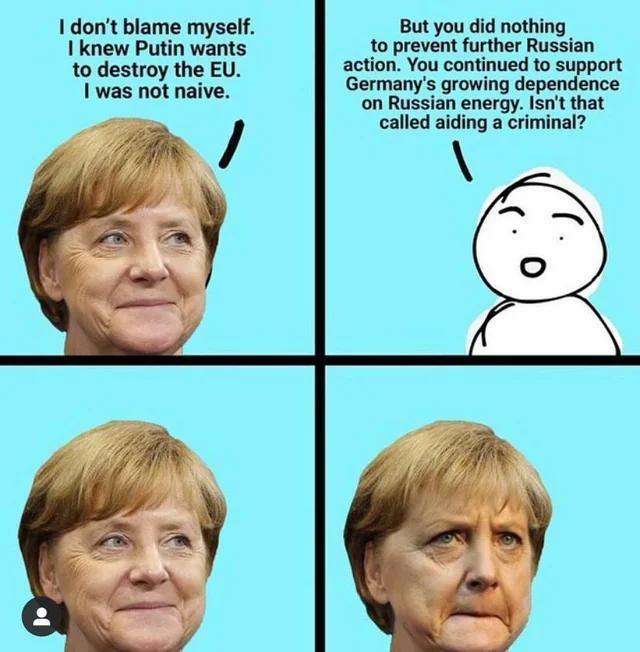 I don't blame myself.
I knew Putin wants
to destroy the EU.
I was not naive.
But you did nothing
to prevent further Russian
action. You continued to support
Germany's growing dependence
on Russian energy. Isn't that
called aiding a criminal?